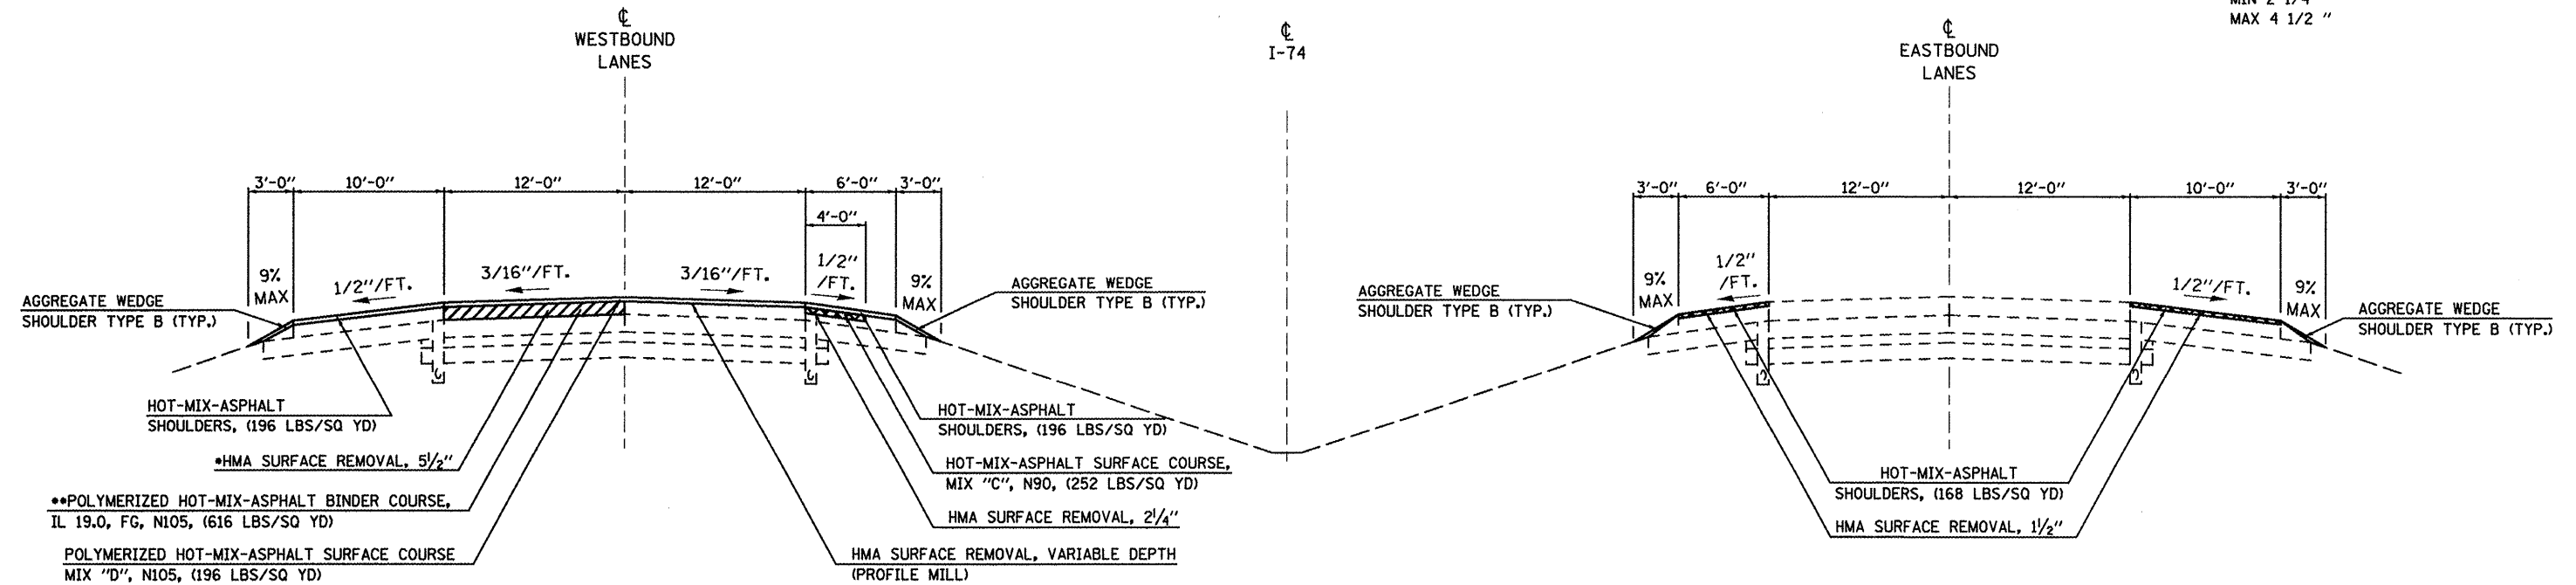 MIN 2 1/4
MAX 4 1/2 "
℄
WESTBOUND
LANES
℄
I-74
℄
EASTBOUND
LANES
3'-0" 10'-0" 12'-0" 12'-0" 6'-0" 3'-0"
4'-0"
3'-0" 6'-0" 12'-0" 12'-0" 10'-0" 3'-0"
9%
MAX
1/2"/FT.
3/16"/FT.
3/16"/FT.
1/2"
/FT.
9%
MAX
AGGREGATE WEDGE
SHOULDER TYPE B (TYP.)
AGGREGATE WEDGE
SHOULDER TYPE B (TYP.)
9%
MAX
1/2"
/FT.
1/2"/FT.
9%
MAX
AGGREGATE WEDGE
SHOULDER TYPE B (TYP.)
AGGREGATE WEDGE
SHOULDER TYPE B (TYP.)
HOT-MIX-ASPHALT
SHOULDERS, (196 LBS/SQ YD)
*HMA SURFACE REMOVAL, 5½"
**POLYMERIZED HOT-MIX-ASPHALT BINDER COURSE,
IL 19.0, FG, N105, (616 LBS/SQ YD)
POLYMERIZED HOT-MIX-ASPHALT SURFACE COURSE
MIX "D", N105, (196 LBS/SQ YD)
HOT-MIX-ASPHALT
SHOULDERS, (196 LBS/SQ YD)
HOT-MIX-ASPHALT SURFACE COURSE,
MIX "C", N90, (252 LBS/SQ YD)
HMA SURFACE REMOVAL, 2¼"
HMA SURFACE REMOVAL, VARIABLE DEPTH
(PROFILE MILL)
HOT-MIX-ASPHALT
SHOULDERS, (168 LBS/SQ YD)
HMA SURFACE REMOVAL, 1½"